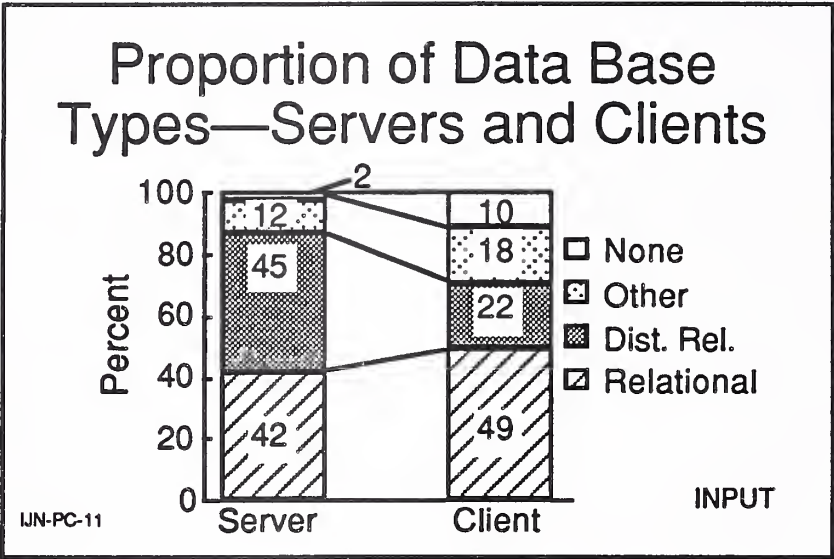 Proportion of Data Base
Types—Servers and Clients
2
100
80
60
40
20
0
Percent
12
45
42
10
18
22
49
None
Other
Dist. Rel.
Relational
Server
Client
IJN-PC-11
INPUT